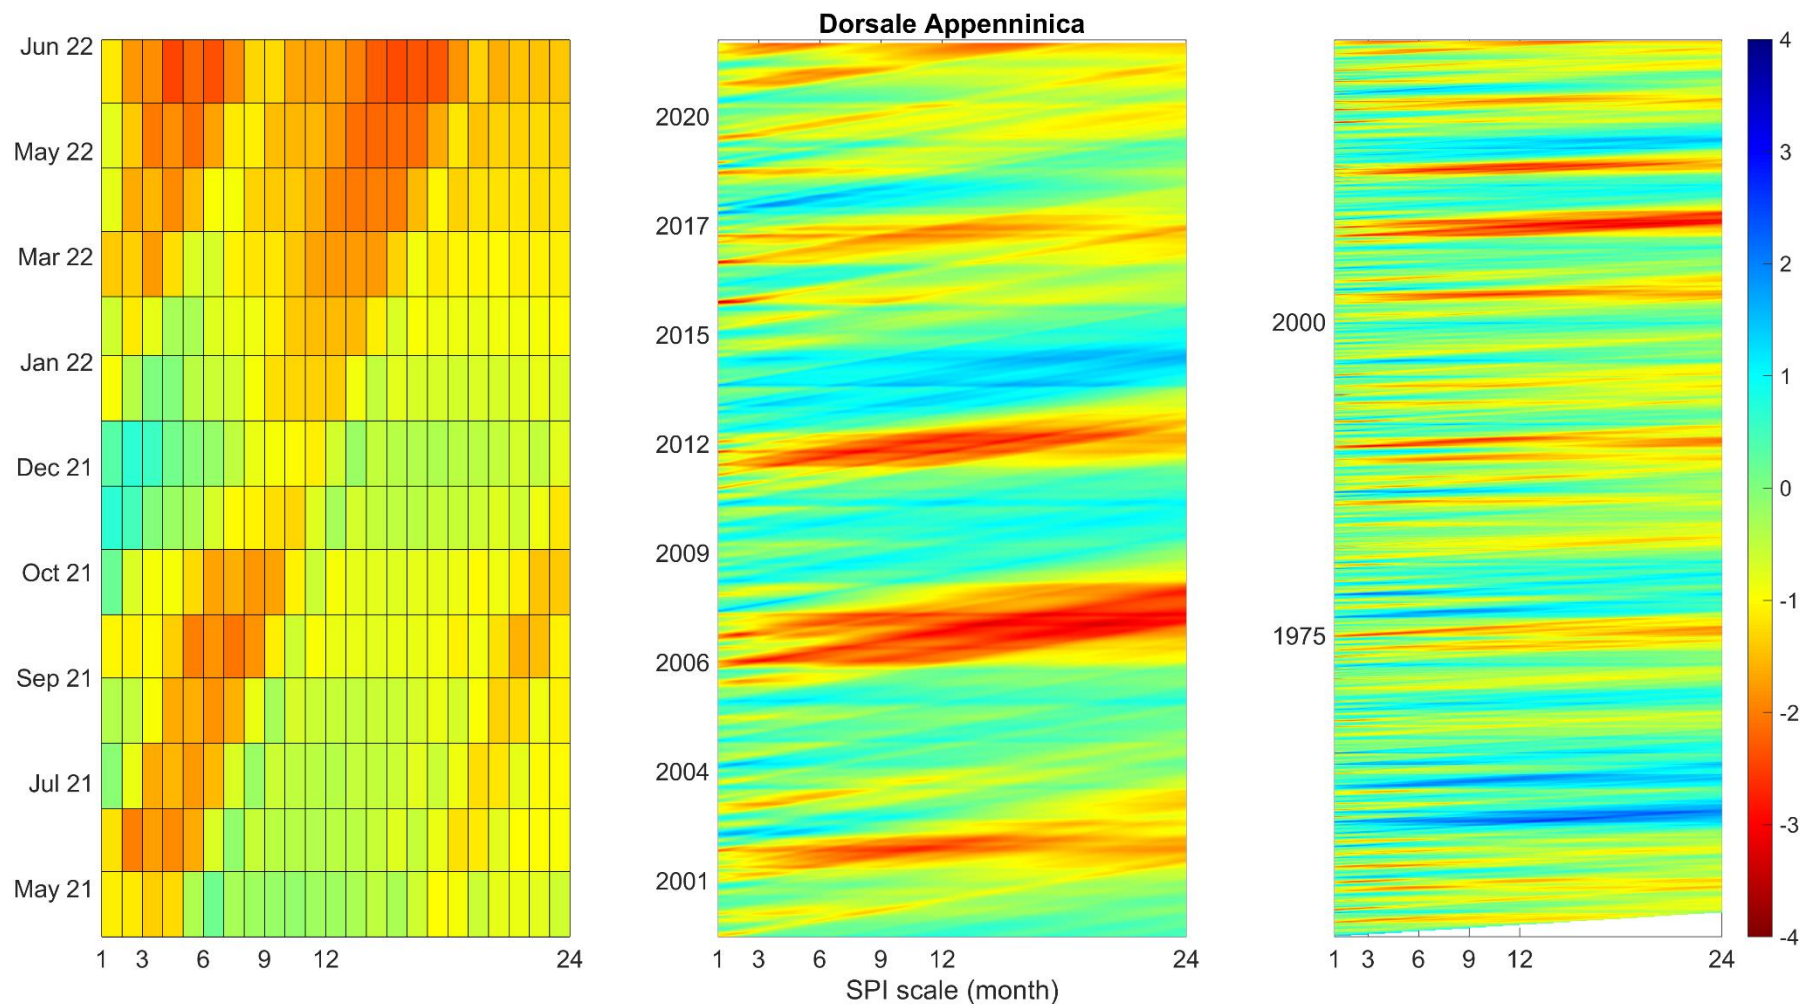 Dorsale Appenninica
Jun 22
May 22
Mar 22
Jan 22
Dec 21
Oct 21
Sep 21
Jul 21
May 21
1 3 6 9 12 24
2020
2017
2015
2012
2009
2006
2004
2001
1 3 6 9 12 24
SPI scale (month)
2000
1975
1 3 6 9 12 24
4
3
2
1
0
-1
-2
-3
-4